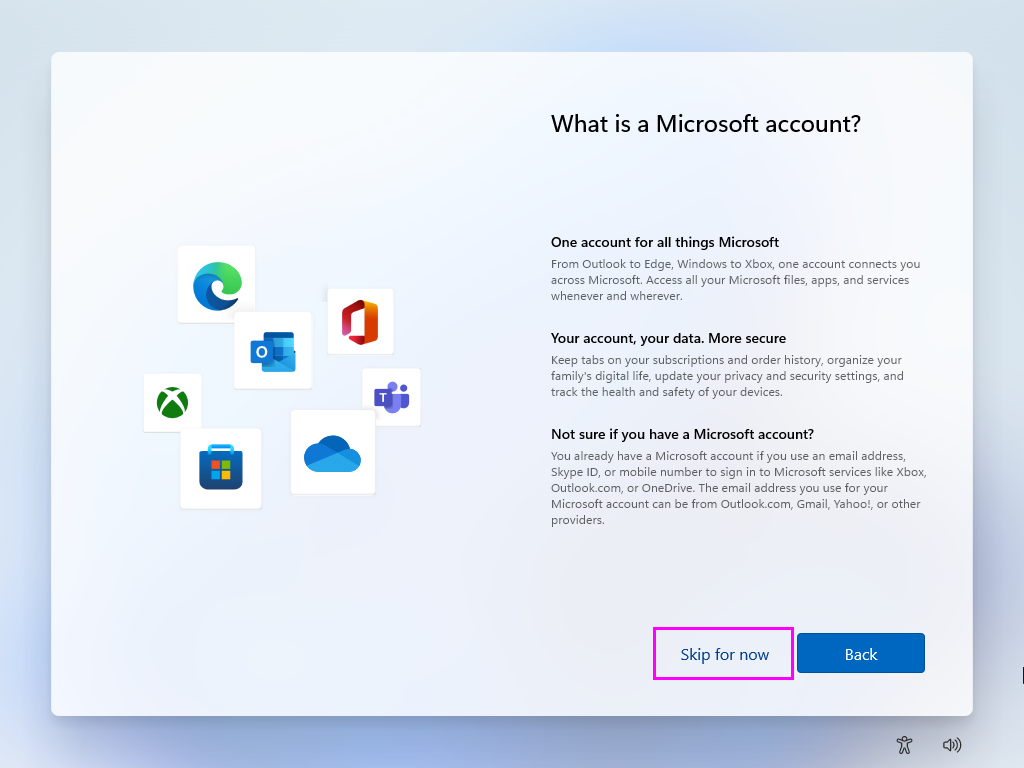 What is a Microsoft account?
One account for all things Microsoft
From Outlook to Edge, Windows to Xbox, one account connects you
across Microsoft. Access all your Microsoft files, apps, and services
whenever and wherever.
Your account, your data. More secure
Keep tabs on your subscriptions and order history, organize your
family's digital life, update your privacy and security settings, and
track the health and safety of your devices.
Not sure if you have a Microsoft account?
You already have a Microsoft account if you use an email address,
Skype ID, or mobile number to sign in to Microsoft services like Xbox,
Outlook.com, or OneDrive. The email address you use for your
Microsoft account can be from Outlook.com, Gmail, Yahoo!, or other
providers.
O
T
Skip for now
Back